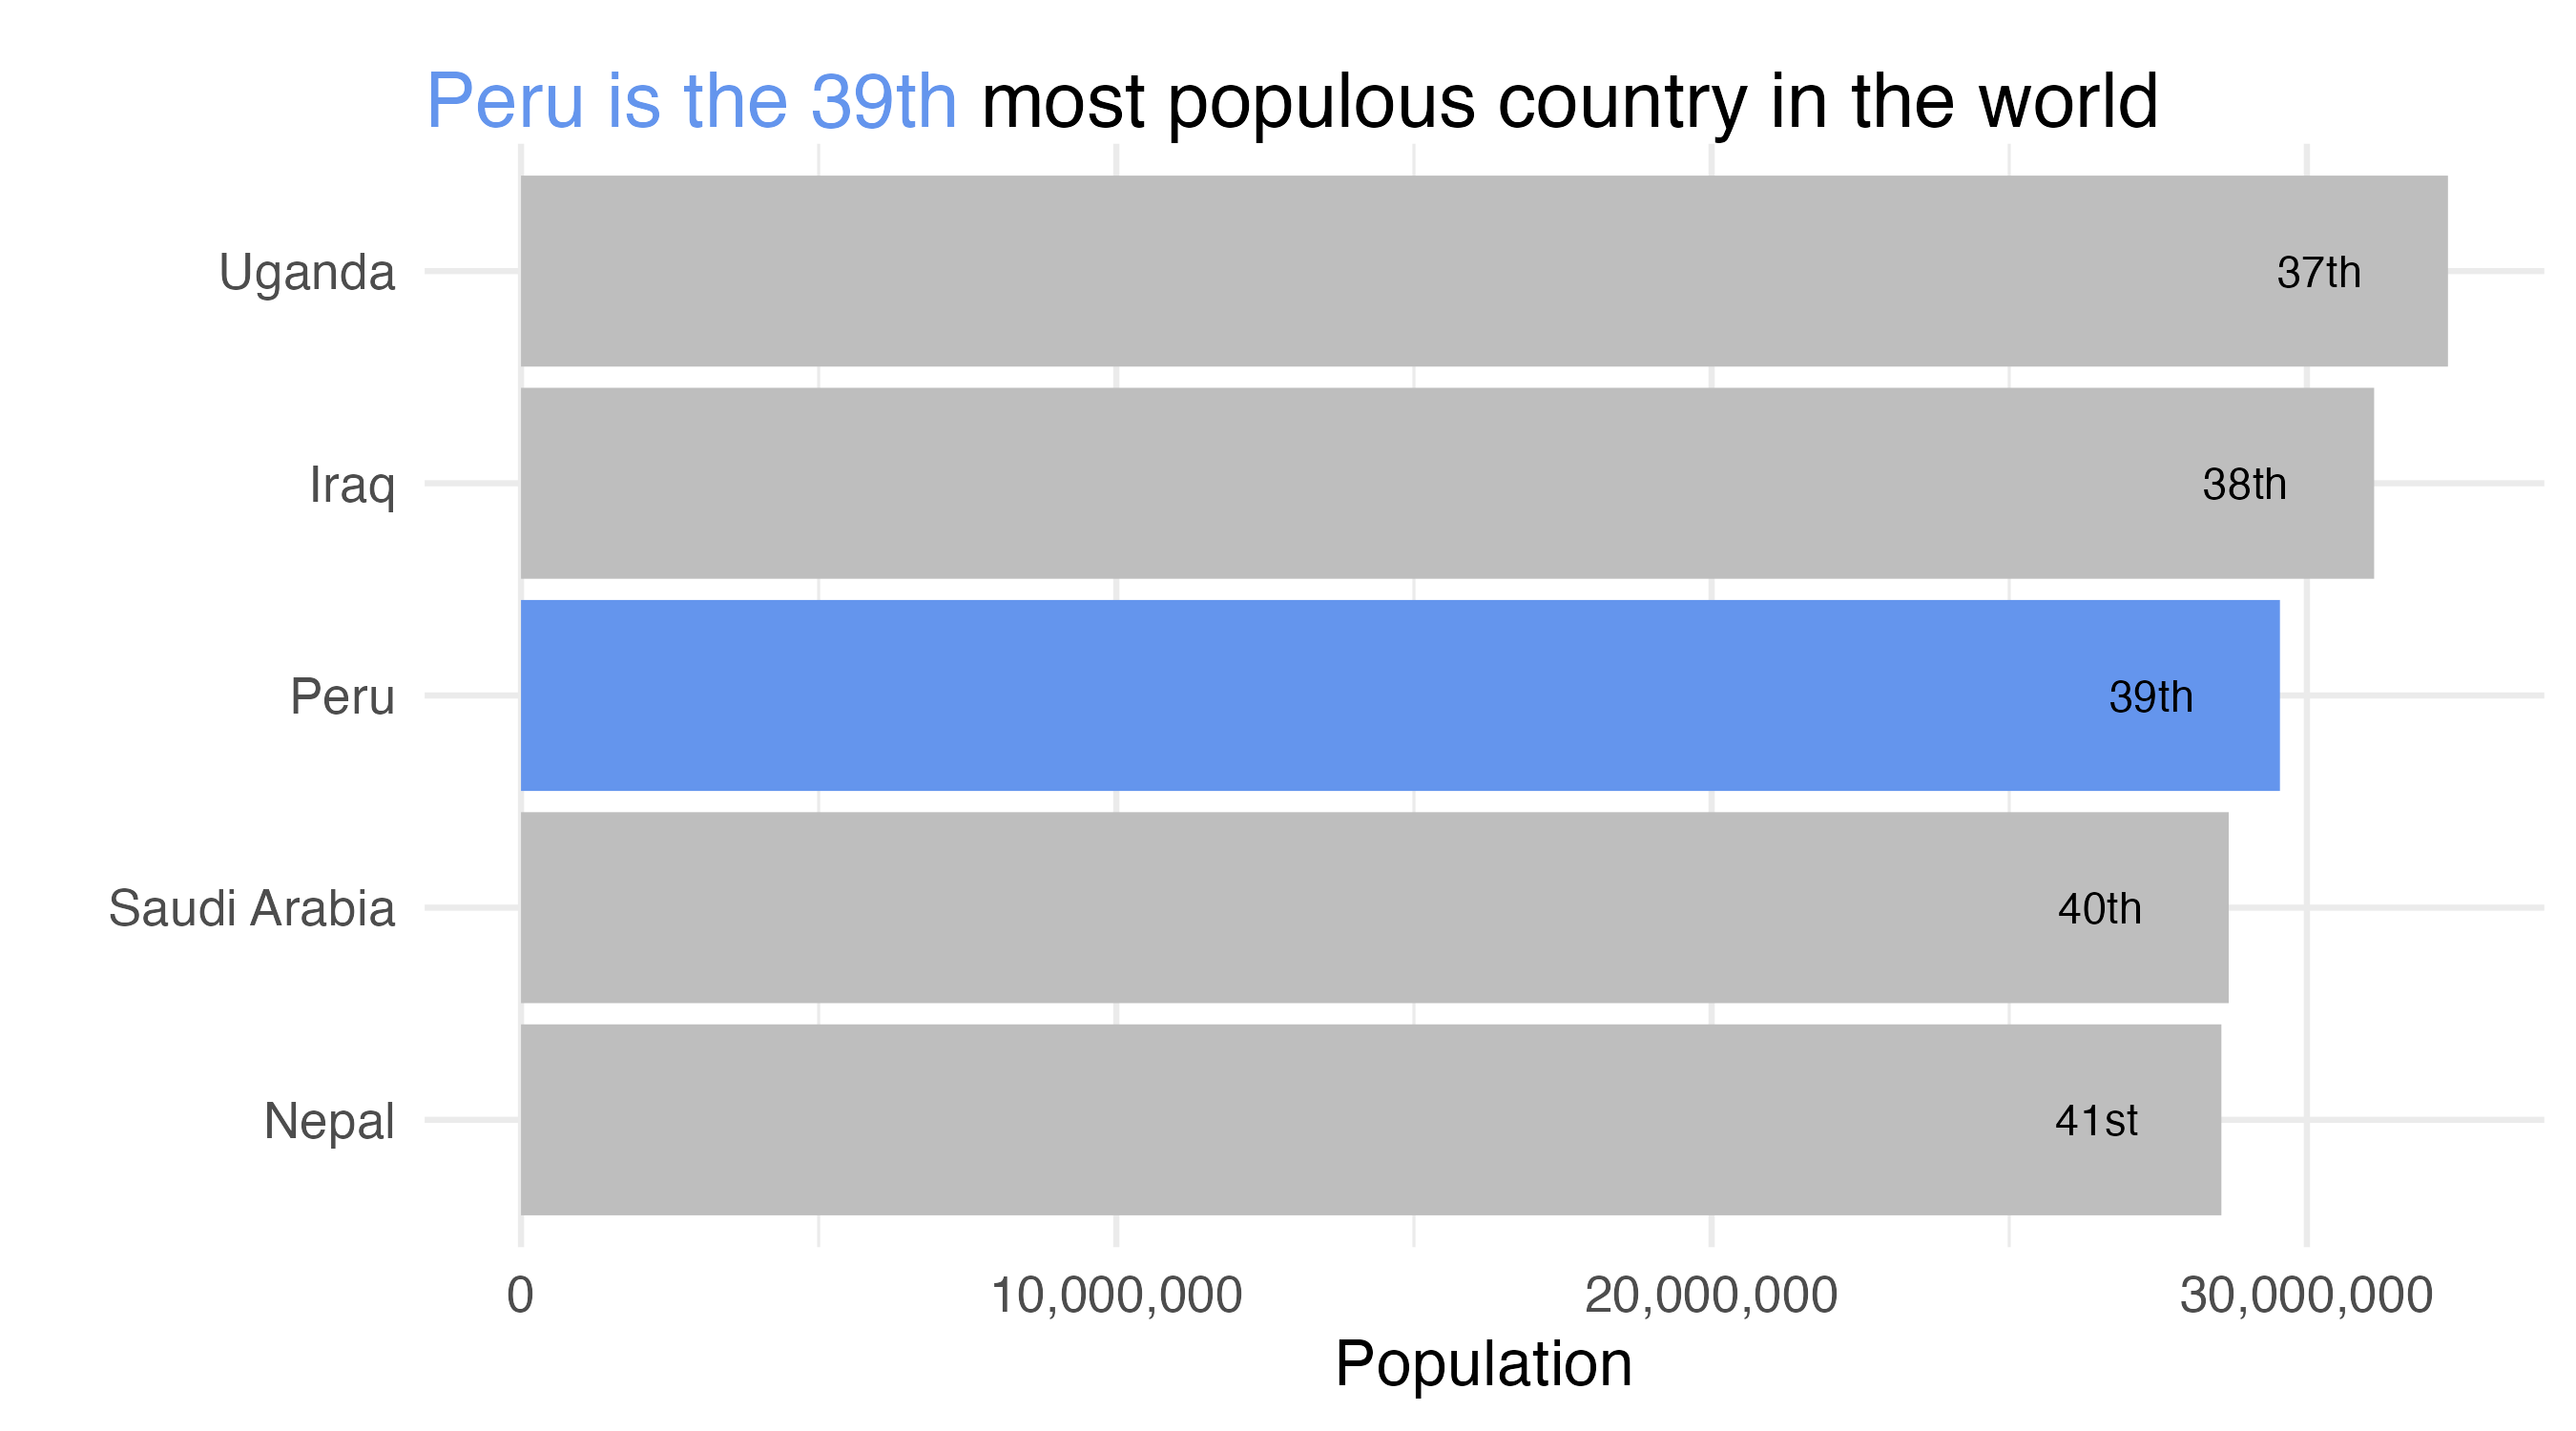 Peru is the 39th most populous country in the world
Uganda
37th
Iraq
38th
Peru
39th
Saudi Arabia
40th
Nepal
41st
0 10,000,000 20,000,000 30,000,000
Population